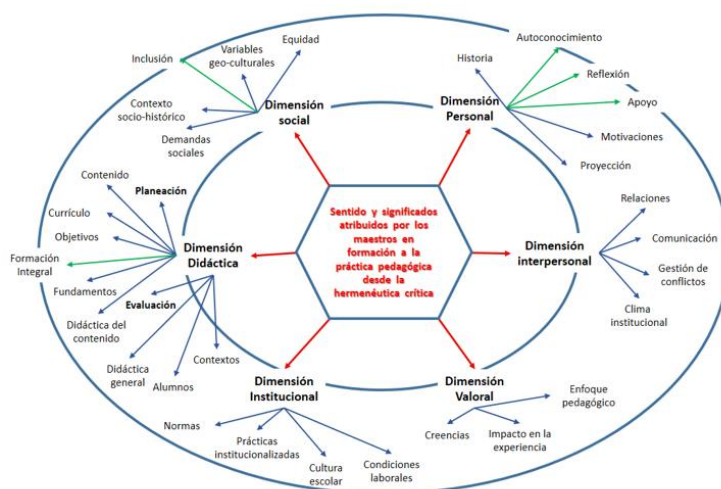 Equidad
Variables
geo-culturales
Inclusión
Contexto
socio-histórico
Demandas
sociales
Dimensión
social
Autoconocimiento
Historia
Reflexión
Apoyo
Motivaciones
Proyección
Dimensión
Personal
Contenido
Planeación
Currículo
Objetivos
Formación
Integral
Fundamentos
Evaluación
Didáctica del
contenido
Didáctica
general
Alumnos
Contextos
Dimensión
Didáctica
Sentido y significados
atribuidos por los
maestros en
formación a la
práctica pedagógica
desde la
hermenéutica crítica
Dimensión
interpersonal
Relaciones
Comunicación
Gestión de
conflictos
Clima
institucional
Dimensión
Institucional
Normas
Prácticas
institucionalizadas
Cultura
escolar
Condiciones
laborales
Dimensión
Valoral
Enfoque
pedagógico
Creencias
Impacto en la
experiencia